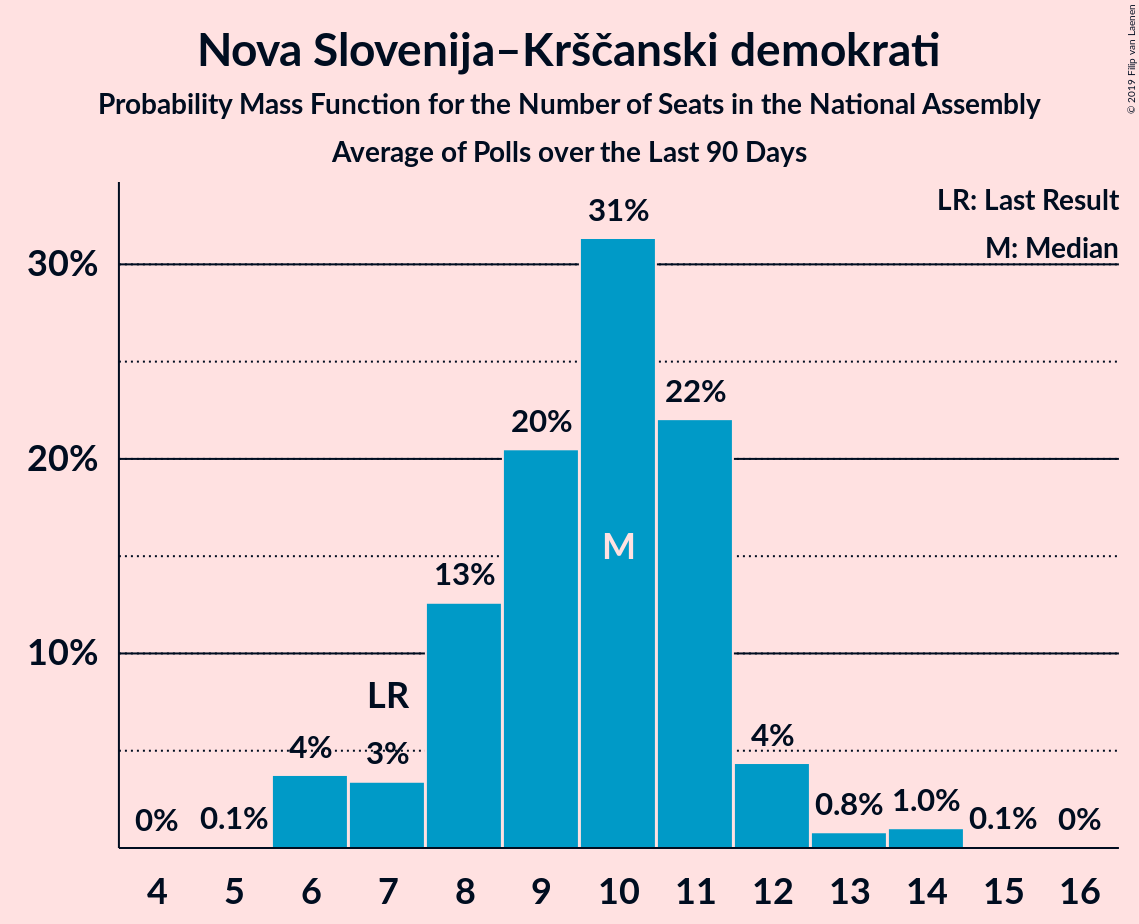 Nova Slovenija–Krščanski demokrati
Probability Mass Function for the Number of Seats in the National Assembly
Average of Polls over the Last 90 Days
© 2019 Filip van Laenen
LR: Last Result
M: Median
31%
30%
22%
20%
20%
M
13%
10%
LR
4%
3%
4%
0%
0.1%
0.8%
1.0%
0.1%
0%
4 5 6 7 8 9 10 11 12 13 14 15 16